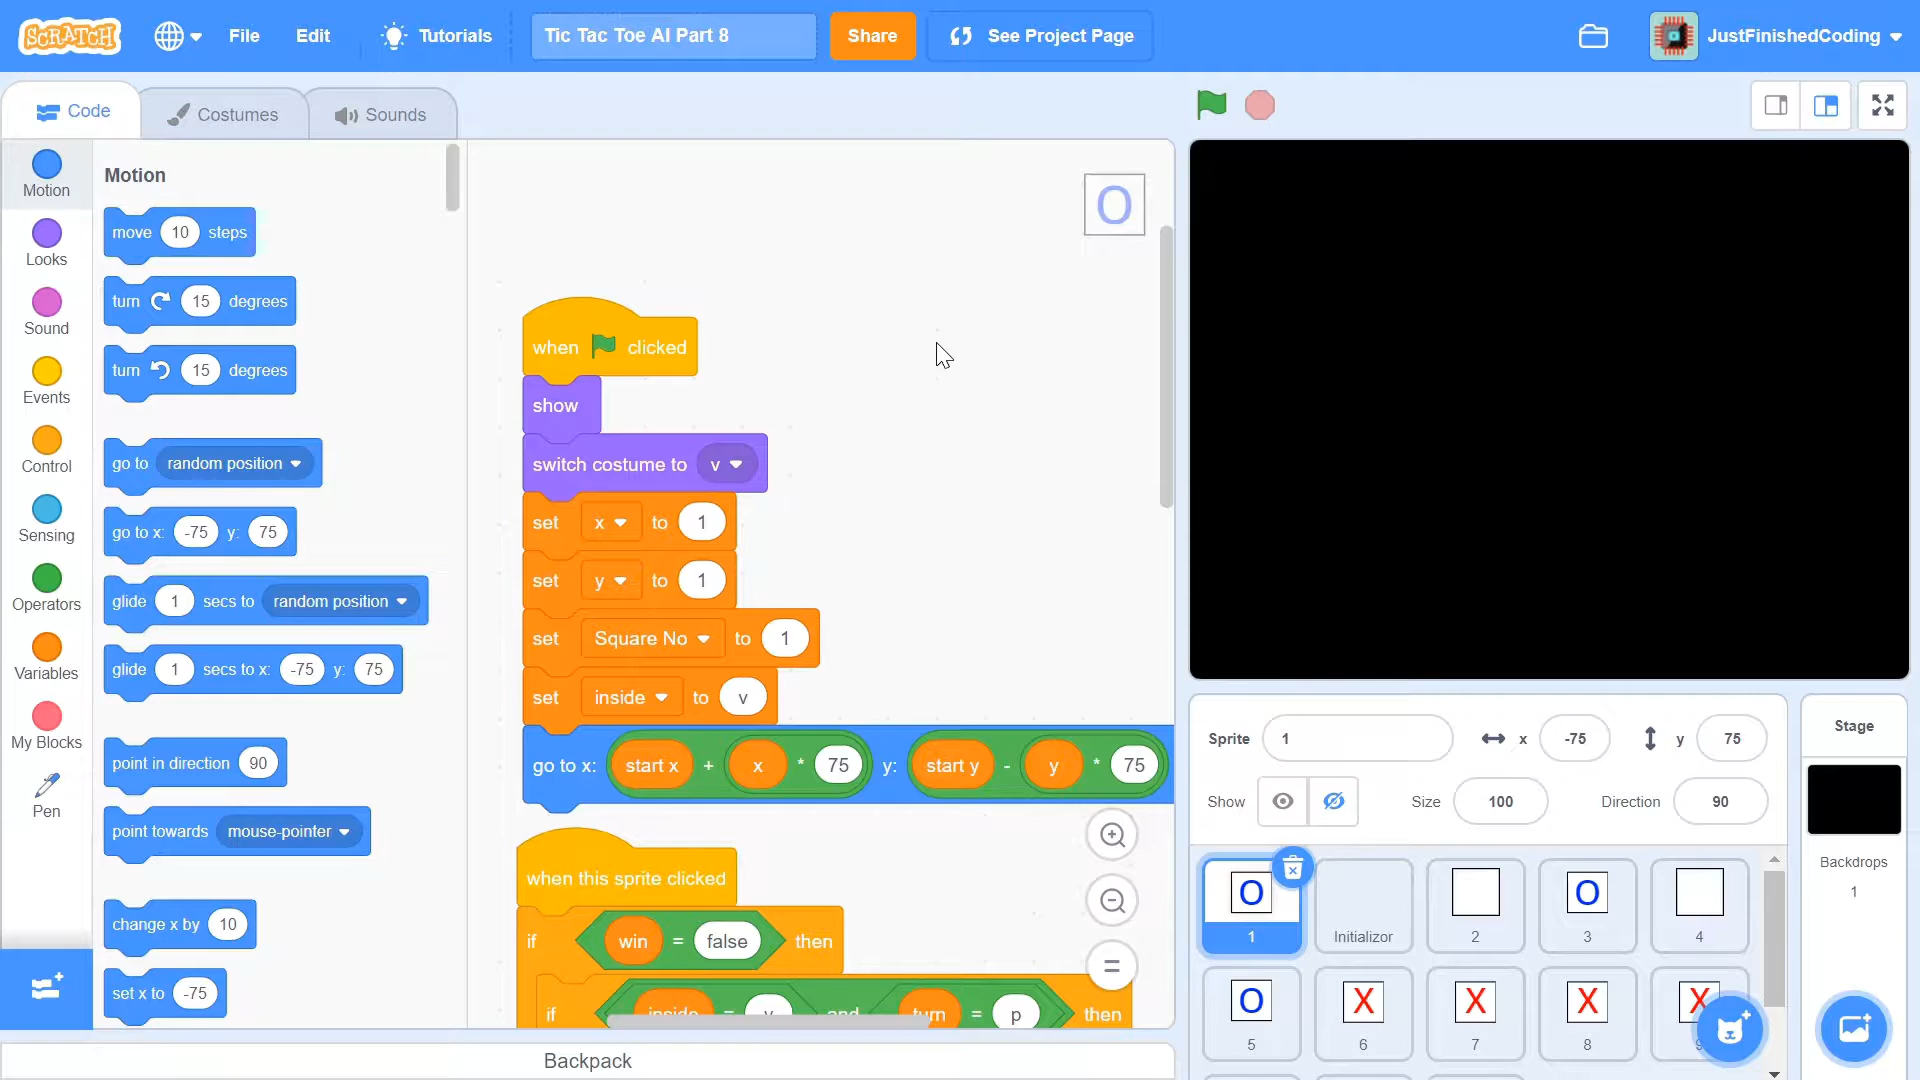 SCRATCH File Edit Tutorials Tic Tac Toe AI Part 8 Share See Project Page JustFinishedCoding
Code Costumes Sounds
Motion
Looks
Sound
Events
Control
Sensing
Operators
Variables
My Blocks
Pen
Motion
move 10 steps
turn 15 degrees
turn 15 degrees
go to random position
go to x: -75 y: 75
glide 1 secs to random position
glide 1 secs to x: -75 y: 75
point in direction 90
point towards mouse-pointer
change x by 10
set x to -75
O
when clicked
show
switch costume to v
set x to 1
set y to 1
set Square No to 1
set inside to v
go to x: start x + x * 75 y: start y - y * 75
when this sprite clicked
if win = false then
if inside = v and turn = p then
Backpack
Sprite 1 x -75 y 75
Show Size 100 Direction 90
O O
1 Initializor 2 3 4
O X X X X
5 6 7 8 9
Stage
Backdrops
1